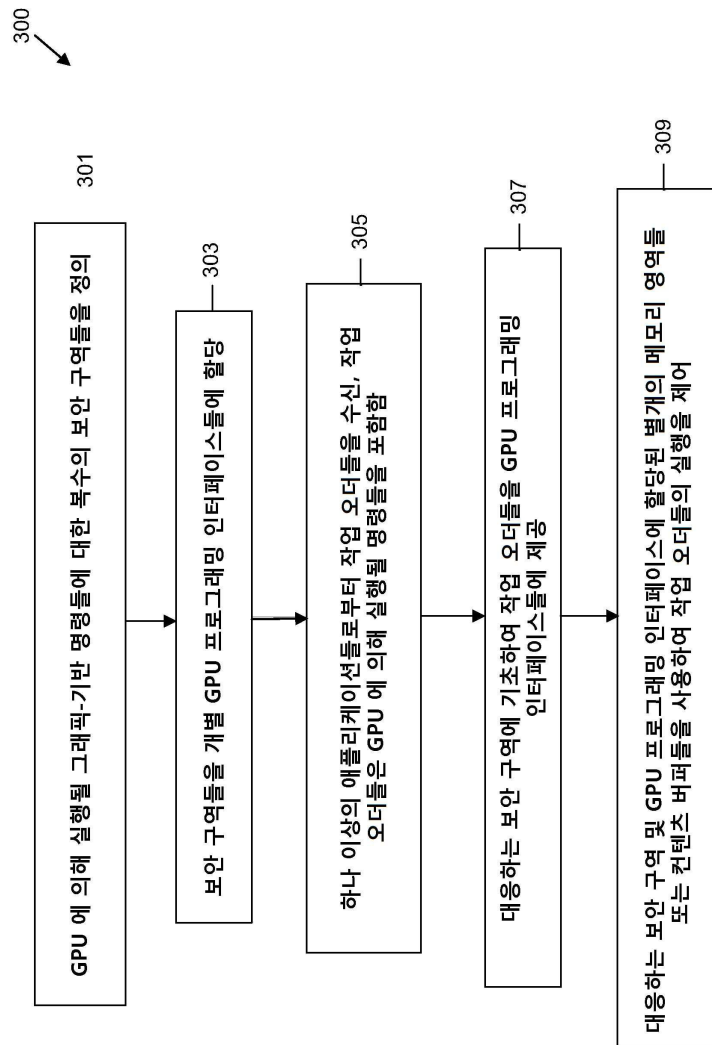 300
301
GPU 에 의해 실행될 그래픽-기반 명령들에 대한 복수의 보안 구역들을 정의
303
보안 구역들을 개별 GPU 프로그래밍 인터페이스들에 할당
305
하나 이상의 애플리케이션들로부터 작업 오더들을 수신, 작업
오더들은 GPU 에 의해 실행될 명령들을 포함함
307
대응하는 보안 구역에 기초하여 작업 오더들을 GPU 프로그래밍
인터페이스들에 제공
309
대응하는 보안 구역 및 GPU 프로그래밍 인터페이스에 할당된 별개의 메모리 영역들
또는 컨텐츠 버퍼들을 사용하여 작업 오더들의 실행을 제어